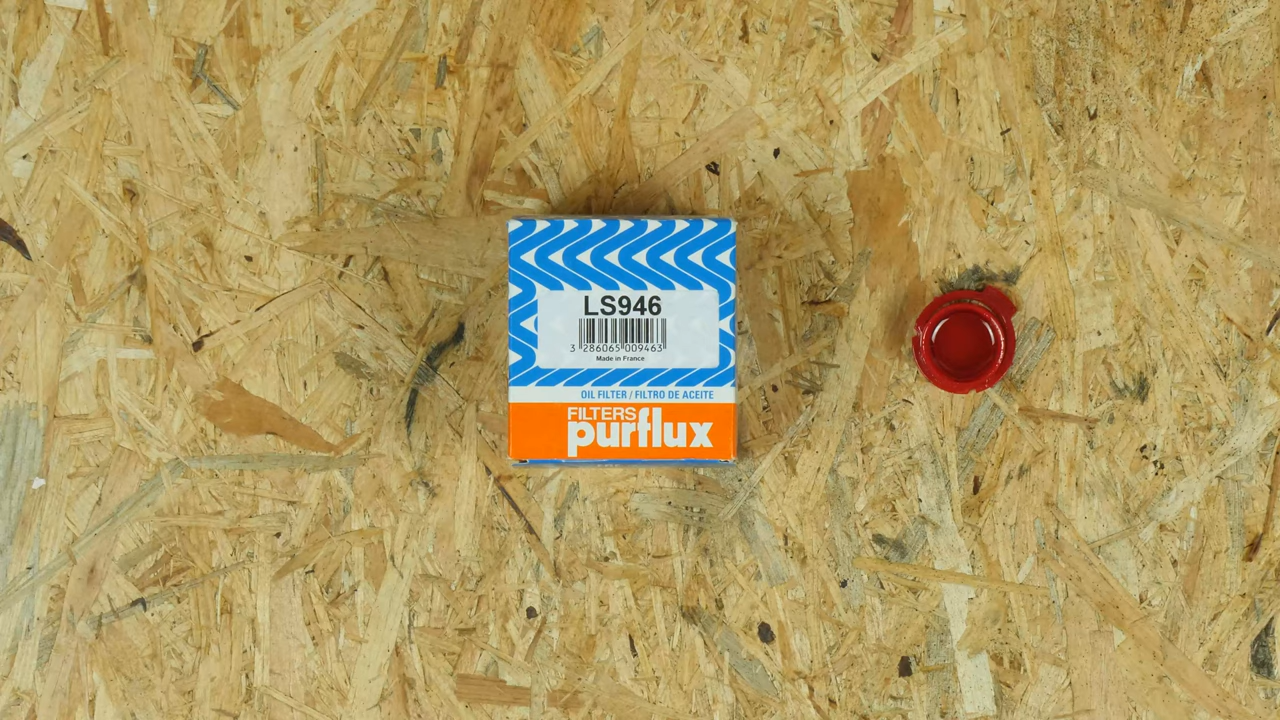 LS946
3 286065 009463
Made in France
OIL FILTER / FILTRO DE ACEITE
FILTERS
purflux